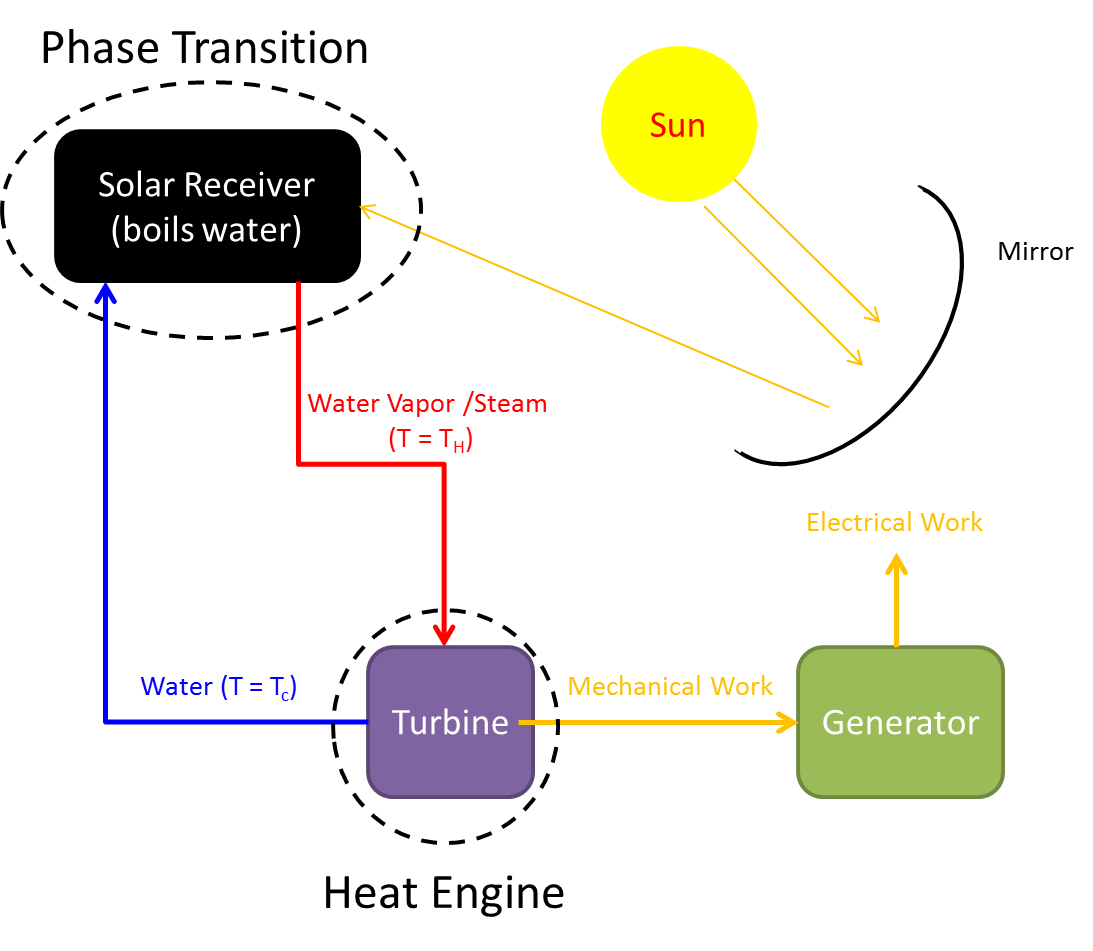 Phase Transition
Sun
Solar Receiver
(boils water)
Mirror
Water Vapor /Steam
(T = T_H)
Electrical Work
Water (T = T_c)
Mechanical Work
Turbine
Generator
Heat Engine